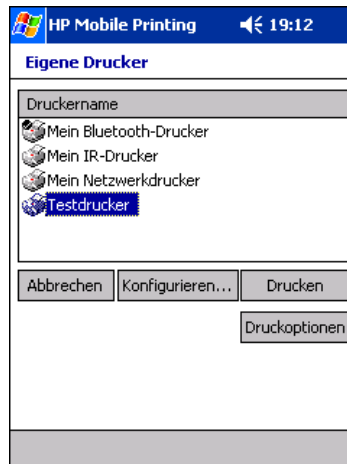 HP Mobile Printing 19:12
Eigene Drucker
Druckername
Mein Bluetooth-Drucker
Mein IR-Drucker
Mein Netzwerkdrucker
Testdrucker
Abbrechen Konfigurieren... Drucken
Druckoptionen